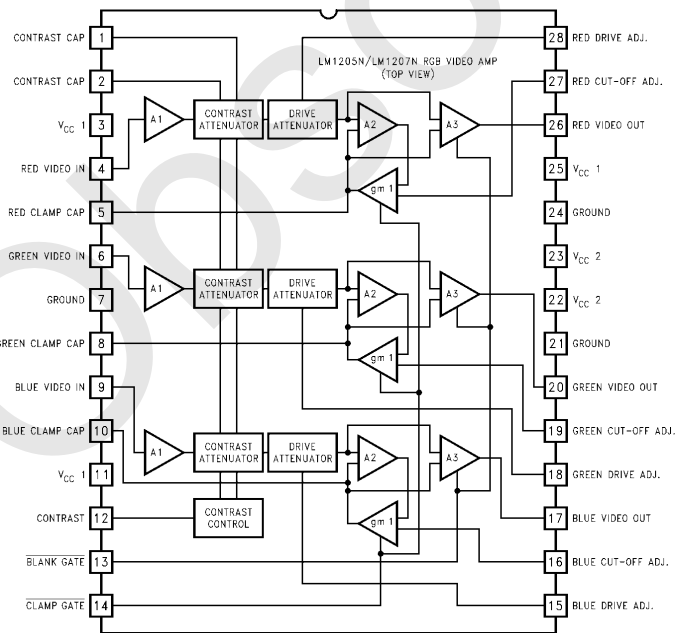 CONTRAST CAP 1
28 RED DRIVE ADJ.
LM1205N/LM1207N RGB VIDEO AMP
(TOP VIEW)
CONTRAST CAP 2
27 RED CUT-OFF ADJ.
V_CC 1 3
A1
CONTRAST
ATTENUATOR
DRIVE
ATTENUATOR
A2
A3
26 RED VIDEO OUT
RED VIDEO IN 4
25 V_CC 1
gm 1
RED CLAMP CAP 5
24 GROUND
GREEN VIDEO IN 6
23 V_CC 2
A1
CONTRAST
ATTENUATOR
DRIVE
ATTENUATOR
A2
A3
GROUND 7
22 V_CC 2
GREEN CLAMP CAP 8
21 GROUND
gm 1
BLUE VIDEO IN 9
20 GREEN VIDEO OUT
BLUE CLAMP CAP 10
19 GREEN CUT-OFF ADJ.
A1
CONTRAST
ATTENUATOR
DRIVE
ATTENUATOR
A2
A3
V_CC 1 11
18 GREEN DRIVE ADJ.
CONTRAST 12
CONTRAST
CONTROL
gm 1
17 BLUE VIDEO OUT
BLANK GATE 13
16 BLUE CUT-OFF ADJ.
CLAMP GATE 14
15 BLUE DRIVE ADJ.